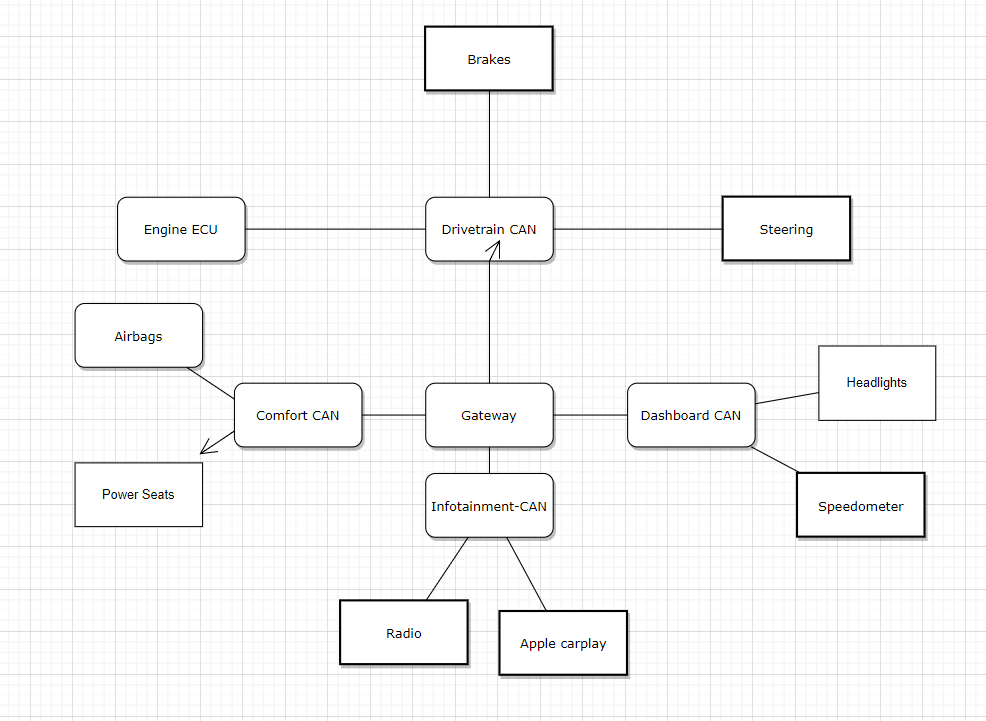 Brakes
Engine ECU
Drivetrain CAN
Steering
Airbags
Headlights
Comfort CAN
Gateway
Dashboard CAN
Power Seats
Infotainment-CAN
Speedometer
Radio
Apple carplay